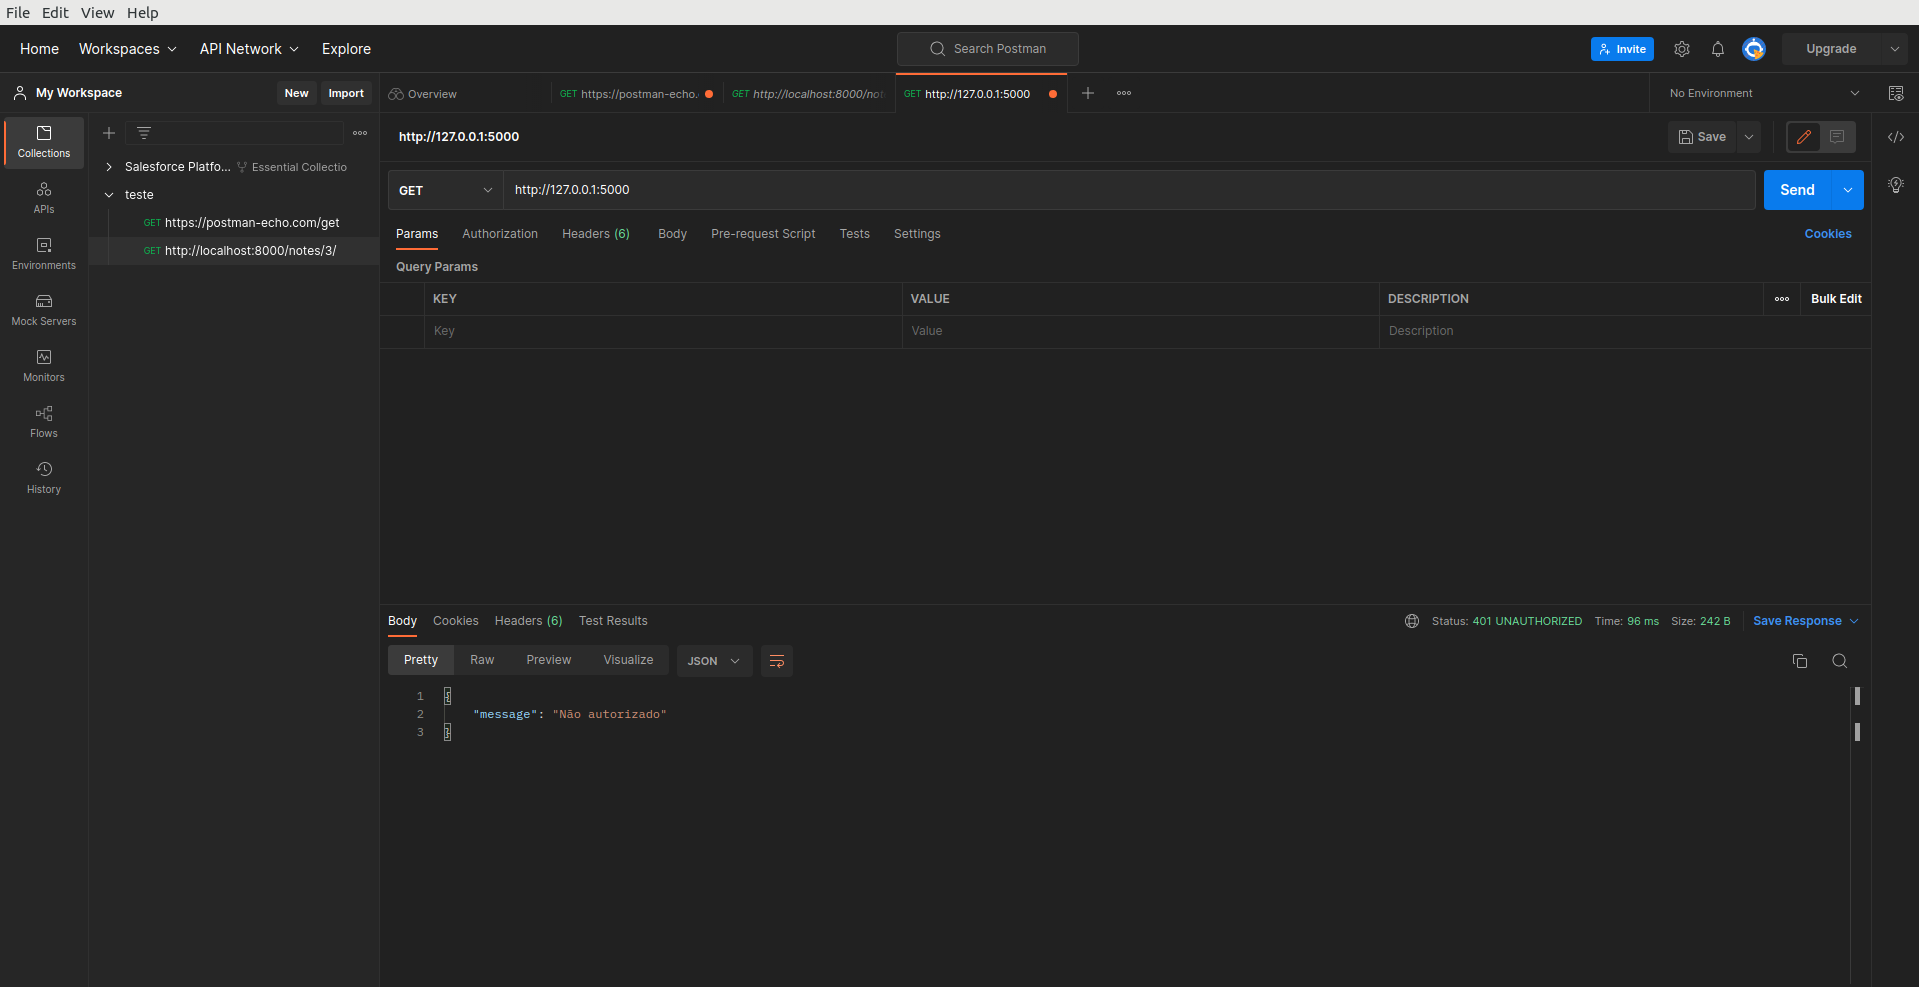 File Edit View Help
Home Workspaces API Network Explore Search Postman Invite Upgrade
My Workspace New Import Overview GET https://postman-echo. GET http://localhost:8000/not GET http://127.0.0.1:5000 No Environment
http://127.0.0.1:5000 Save
Collections
Salesforce Platfo... Essential Collectio
APIs
teste
GET https://postman-echo.com/get
GET http://localhost:8000/notes/3/
Environments
Mock Servers
Monitors
Flows
History
GET http://127.0.0.1:5000 Send
Params Authorization Headers (6) Body Pre-request Script Tests Settings Cookies
Query Params
KEY VALUE DESCRIPTION Bulk Edit
Key Value Description
Body Cookies Headers (6) Test Results Status: 401 UNAUTHORIZED Time: 96 ms Size: 242 B Save Response
Pretty Raw Preview Visualize JSON
1 {
2 "message": "Não autorizado"
3 }